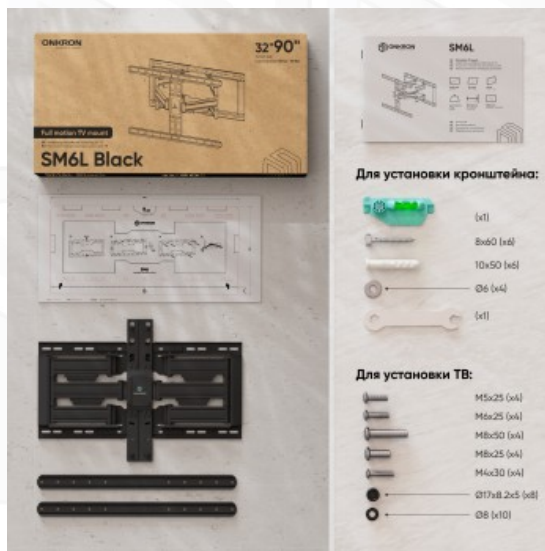 ONKRON
32"90"
Full motion TV mount
SM6L Black
ONKRON
SM6L
ONKRON
Для установки кронштейна:
(x1)
8x60 (x6)
10x50 (x6)
Ø6 (x4)
(x1)
Для установки ТВ:
M5x25 (x4)
M6x25 (x4)
M8x50 (x4)
M8x25 (x4)
M4x30 (x4)
Ø17x8.2x5 (x8)
Ø8 (x10)